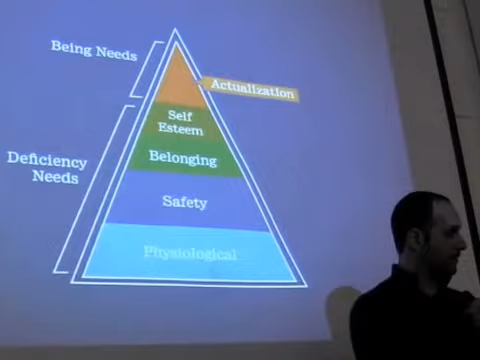 Being Needs
Actualization
Self
Esteem
Belonging
Deficiency
Needs
Safety
Physiological